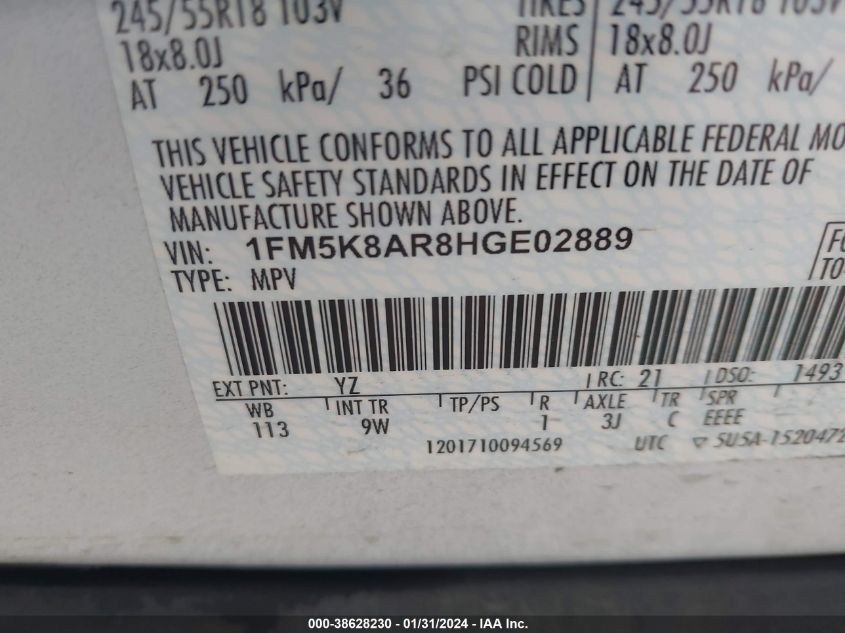 245/55R18 103V TIRES 245/55R18 103V
18x8.0J RIMS 18x8.0J
AT 250 kPa/ 36 PSI COLD AT 250 kPa/
THIS VEHICLE CONFORMS TO ALL APPLICABLE FEDERAL MO
VEHICLE SAFETY STANDARDS IN EFFECT ON THE DATE OF
MANUFACTURE SHOWN ABOVE.
VIN: 1FM5K8AR8HGE02889
TYPE: MPV
EXT PNT: YZ RC: 21 DSO: 1493
WB INT TR TP/PS R AXLE TR SPR
113 9W 1 3J C EEEE
1201710094569 UTC ▽ SU5A-1520472
000-38628230 - 01/31/2024 - IAAI Inc.